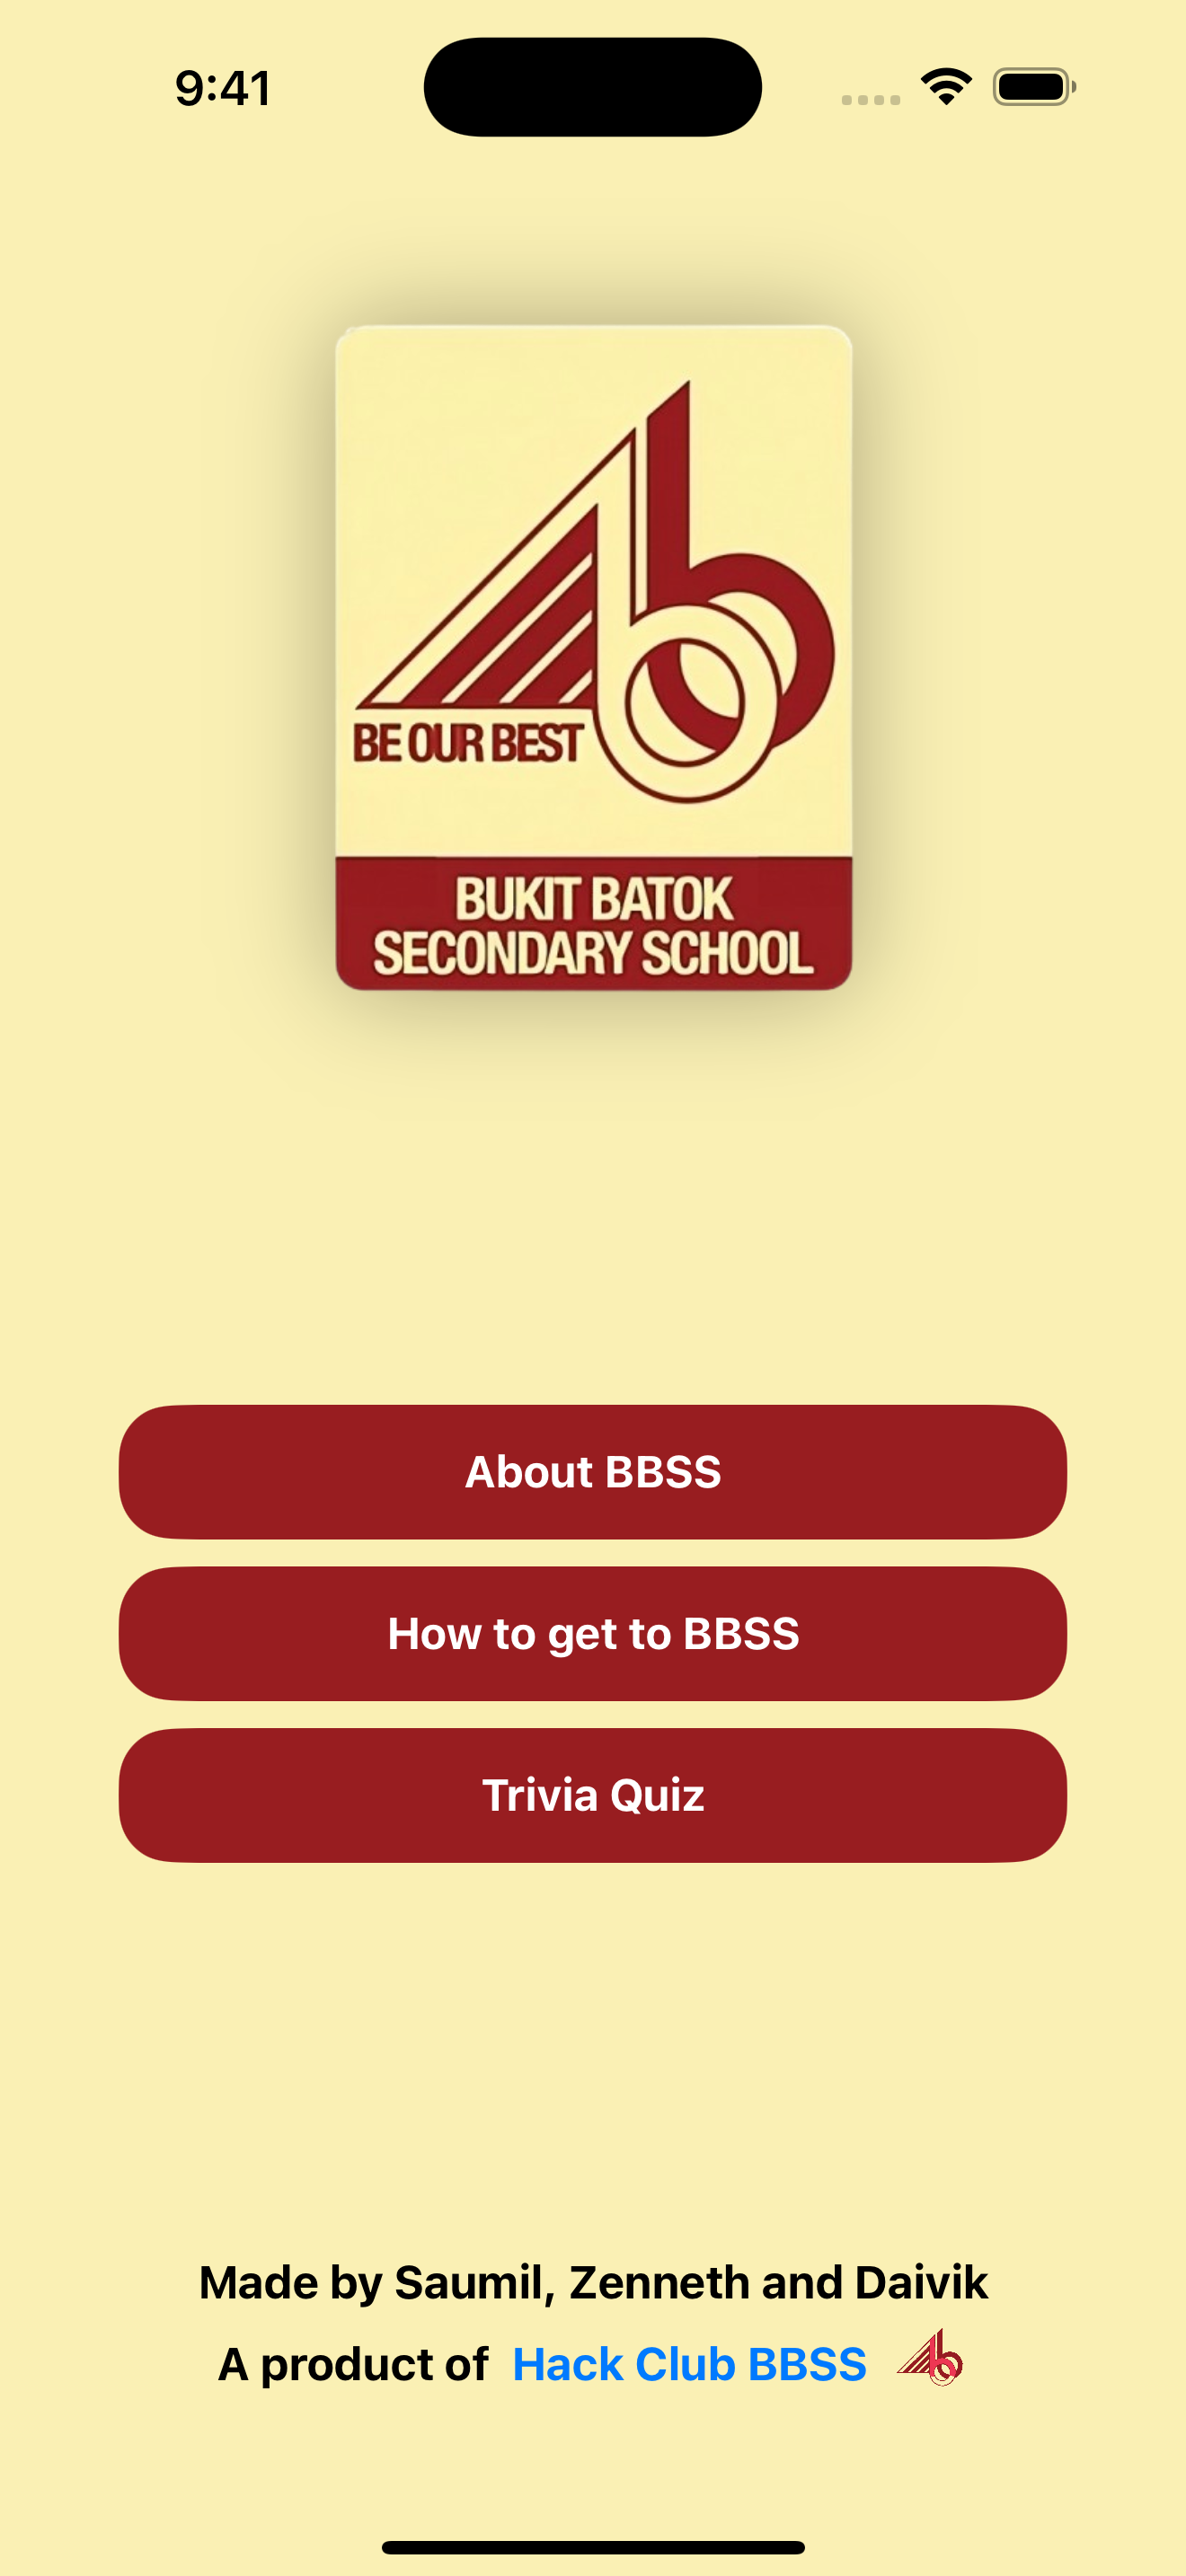 9:41
BE OUR BEST
BUKIT BATOK
SECONDARY SCHOOL
About BBSS
How to get to BBSS
Trivia Quiz
Made by Saumil, Zenneth and Daivik
A product of Hack Club BBSS